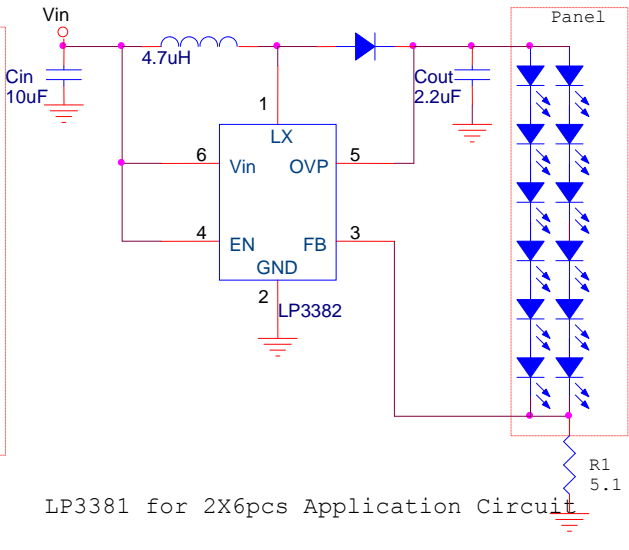 Panel
Vin
4.7uH
Cin
10uF
Cout
2.2uF
1
LX
6
Vin
OVP
5
4
EN
FB
3
GND
2
LP3382
R1
5.1
LP3381 for 2X6pcs Application Circuit